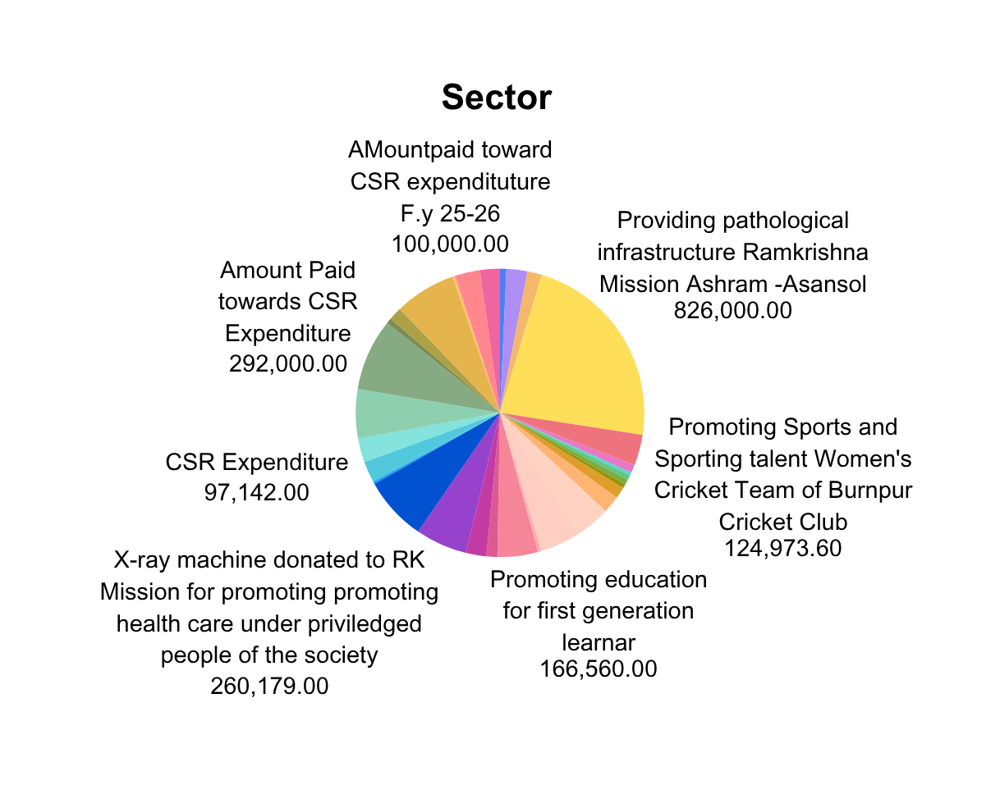 Sector
AMountpaid toward
CSR expendituture
F.y 25-26
100,000.00
Providing pathological
infrastructure Ramkrishna
Mission Ashram -Asansol
826,000.00
Amount Paid
towards CSR
Expenditure
292,000.00
Promoting Sports and
Sporting talent Women's
Cricket Team of Burnpur
Cricket Club
124,973.60
CSR Expenditure
97,142.00
X-ray machine donated to RK
Mission for promoting promoting
health care under priviledged
people of the society
260,179.00
Promoting education
for first generation
learnar
166,560.00